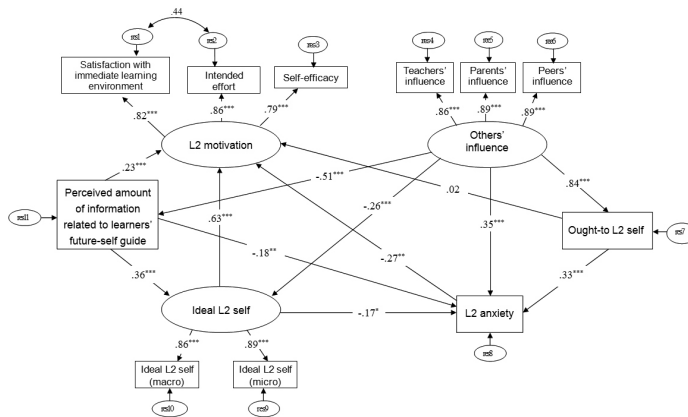 .44
res1
res2
res3
res4
res5
res6
Satisfaction with
immediate learning
environment
Intended
effort
Self-efficacy
Teachers'
influence
Parents'
influence
Peers'
influence
.82***
.86***
.79***
.86***
.89***
.89***
L2 motivation
Others'
influence
.23***
-.51***
.02
.84***
Perceived amount
of information
related to learners'
future-self guide
res11
.63***
-.26***
.35***
Ought-to L2 self
res7
-.18**
-.27**
.36***
.33***
Ideal L2 self
-.17*
L2 anxiety
.86***
.89***
res8
Ideal L2 self
(macro)
Ideal L2 self
(micro)
res10
res9